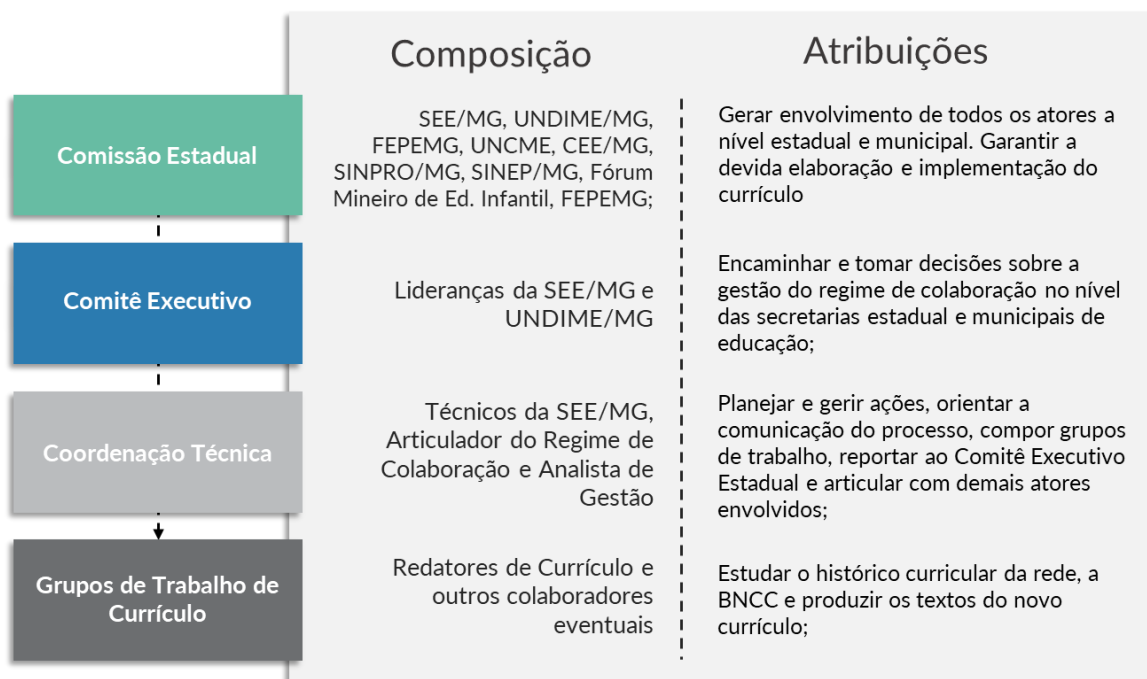 Composição
Atribuições
Comissão Estadual
SEE/MG, UNDIME/MG,
FEPEMG, UNCME, CEE/MG,
SINPRO/MG, SINEP/MG, Fórum
Mineiro de Ed. Infantil, FEPEMG;
Gerar envolvimento de todos os atores a
nível estadual e municipal. Garantir a
devida elaboração e implementação do
currículo
Comitê Executivo
Lideranças da SEE/MG e
UNDIME/MG
Encaminhar e tomar decisões sobre a
gestão do regime de colaboração no nível
das secretarias estadual e municipais de
educação;
Coordenação Técnica
Técnicos da SEE/MG,
Articulador do Regime de
Colaboração e Analista de
Gestão
Planejar e gerir ações, orientar a
comunicação do processo, compor grupos
de trabalho, reportar ao Comitê Executivo
Estadual e articular com demais atores
envolvidos;
Grupos de Trabalho de
Currículo
Redatores de Currículo e
outros colaboradores
eventuais
Estudar o histórico curricular da rede, a
BNCC e produzir os textos do novo
currículo;